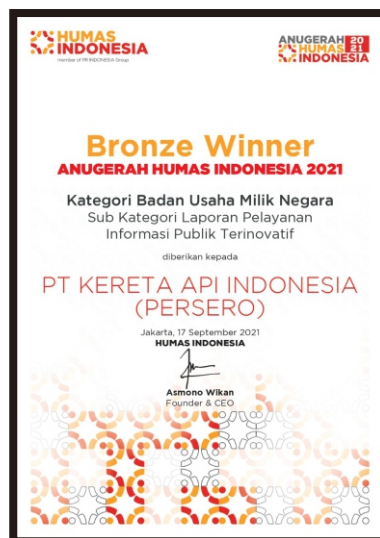 HUMAS
INDONESIA
member of PR INDONESIA Group
ANUGERAH 20
HUMAS 21
INDONESIA
Bronze Winner
ANUGERAH HUMAS INDONESIA 2021
Kategori Badan Usaha Milik Negara
Sub Kategori Laporan Pelayanan
Informasi Publik Terinovatif
diberikan kepada
PT KERETA API INDONESIA
(PERSERO)
Jakarta, 17 September 2021
HUMAS INDONESIA
Asmono Wikan
Founder & CEO